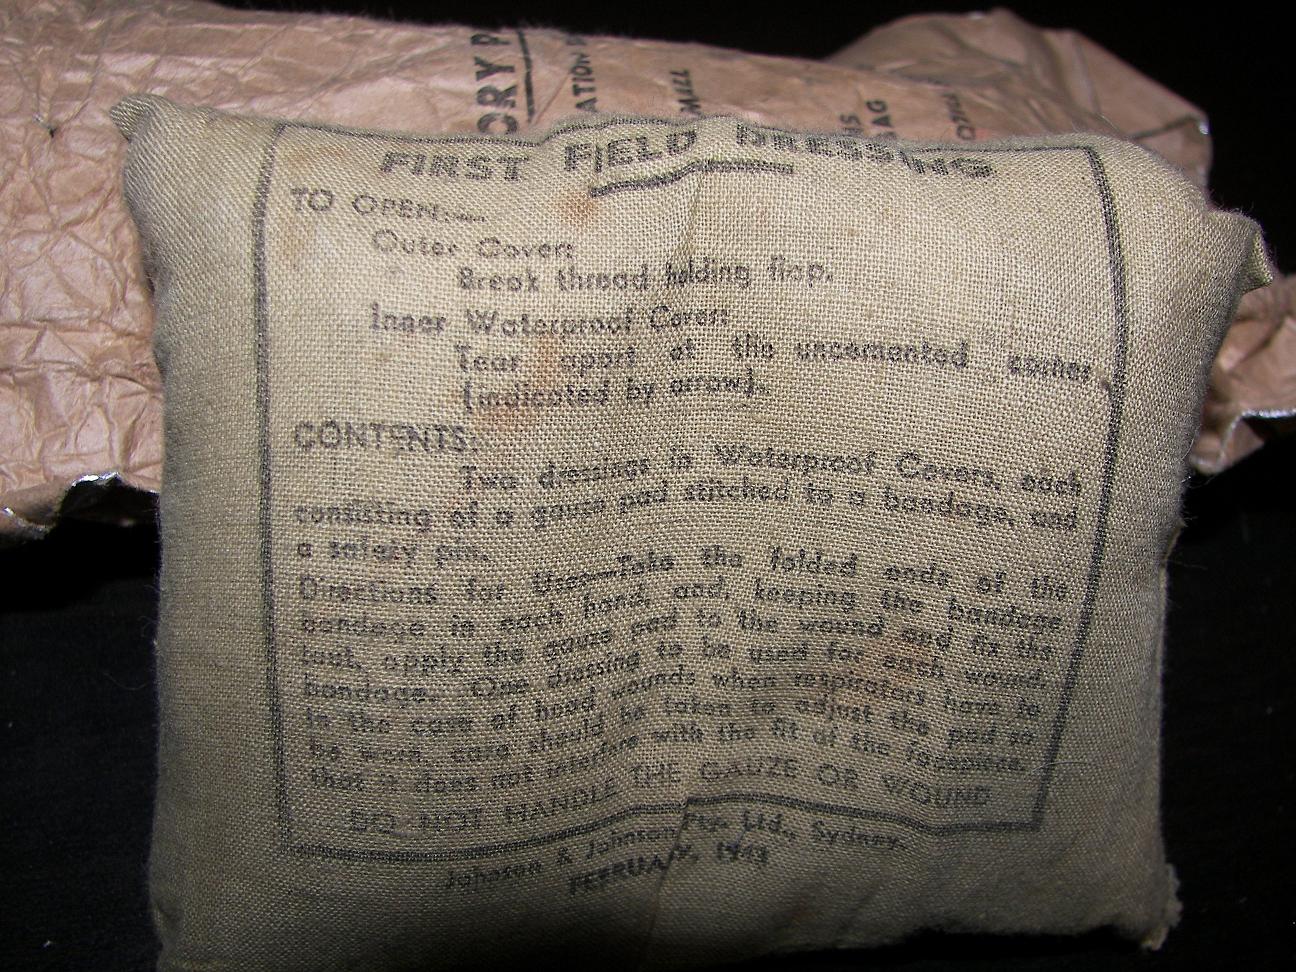 ORY P
ATION
MALL
BAG
FIRST FIELD DRESSING
TO OPEN:—
Outer Cover:
Break thread holding flap.
Inner Waterproof Cover:
Tear apart at the uncemented corner
(indicated by arrow).
CONTENTS:
Two dressings in Waterproof Covers, each
consisting of a gauze pad stitched to a bandage, and
a safety pin.
Directions for Use:—Take the folded ends of the
bandage in each hand, and, keeping the bandage
taut, apply the gauze pad to the wound and fix the
bandage. One dressing to be used for each wound.
In the case of head wounds when respirators have to
be worn care should be taken to adjust the pad so
that it does not interfere with the fit of the facepiece.
DO NOT HANDLE THE GAUZE OR WOUND
Johnson & Johnson Pty. Ltd., Sydney.
FEBRUARY, 1943